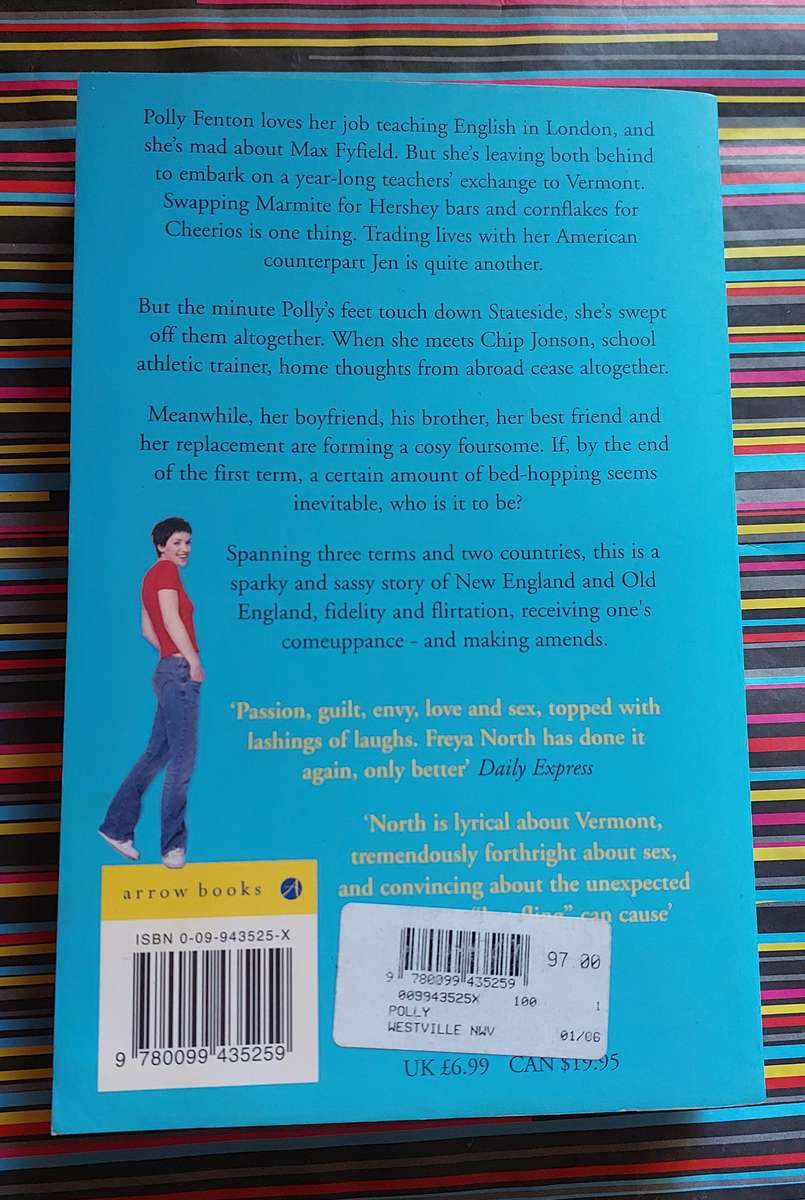 Polly Fenton loves her job teaching English in London, and
she's mad about Max Fyfield. But she's leaving both behind
to embark on a year-long teachers' exchange to Vermont.
Swapping Marmite for Hershey bars and cornflakes for
Cheerios is one thing. Trading lives with her American
counterpart Jen is quite another.
But the minute Polly's feet touch down Stateside, she's swept
off them altogether. When she meets Chip Jonson, school
athletic trainer, home thoughts from abroad cease altogether.
Meanwhile, her boyfriend, his brother, her best friend and
her replacement are forming a cosy foursome. If, by the end
of the first term, a certain amount of bed-hopping seems
inevitable, who is it to be?
Spanning three terms and two countries, this is a
sparky and sassy story of New England and Old
England, fidelity and flirtation, receiving one's
comeuppance - and making amends.
'Passion, guilt, envy, love and sex, topped with
lashings of laughs. Freya North has done it
again, only better' Daily Express
'North is lyrical about Vermont,
tremendously forthright about sex,
and convincing about the unexpected
can cause'
arrow books
ISBN 0-09-943525-X
9 780099 435259
9 780099 435259
97.00
009943525X 100 1
POLLY
WESTVILLE NWV 01/06
UK £6.99 CAN $19.95